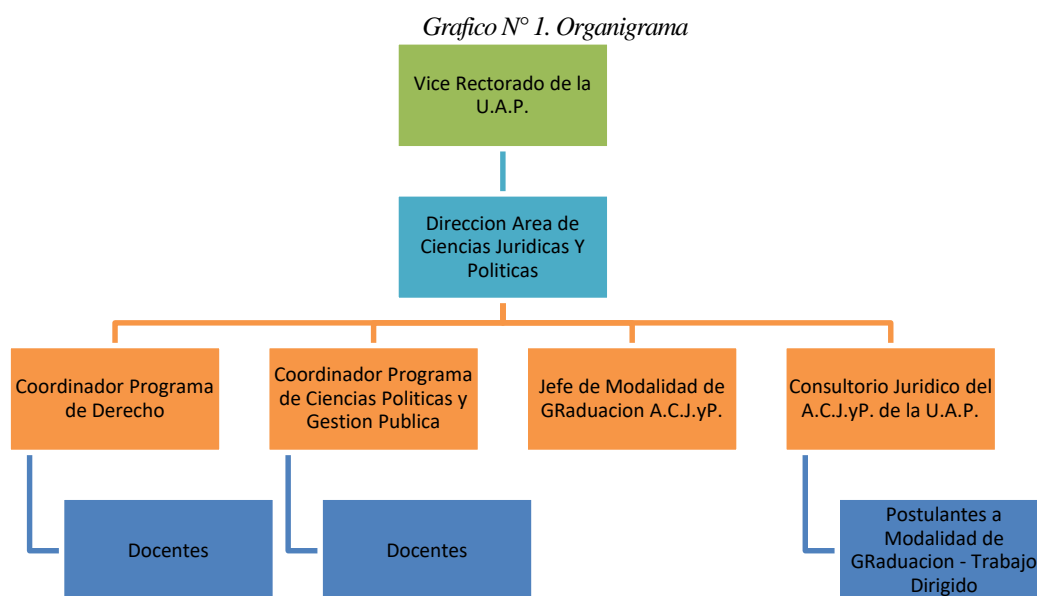 Grafico N° 1. Organigrama
Vice Rectorado de la
U.A.P.
Direccion Area de
Ciencias Juridicas Y
Politicas
Coordinador Programa
de Derecho
Coordinador Programa
de Ciencias Politicas y
Gestion Publica
Jefe de Modalidad de
GRaduacion A.C.J.yP.
Consultorio Juridico del
A.C.J.yP. de la U.A.P.
Docentes
Docentes
Postulantes a
Modalidad de
GRaduacion - Trabajo
Dirigido